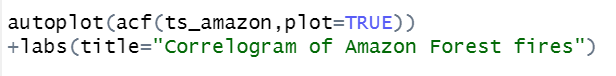 autoplot(acf(ts_amazon,plot=TRUE))
+labs(title="Correlogram of Amazon Forest fires")